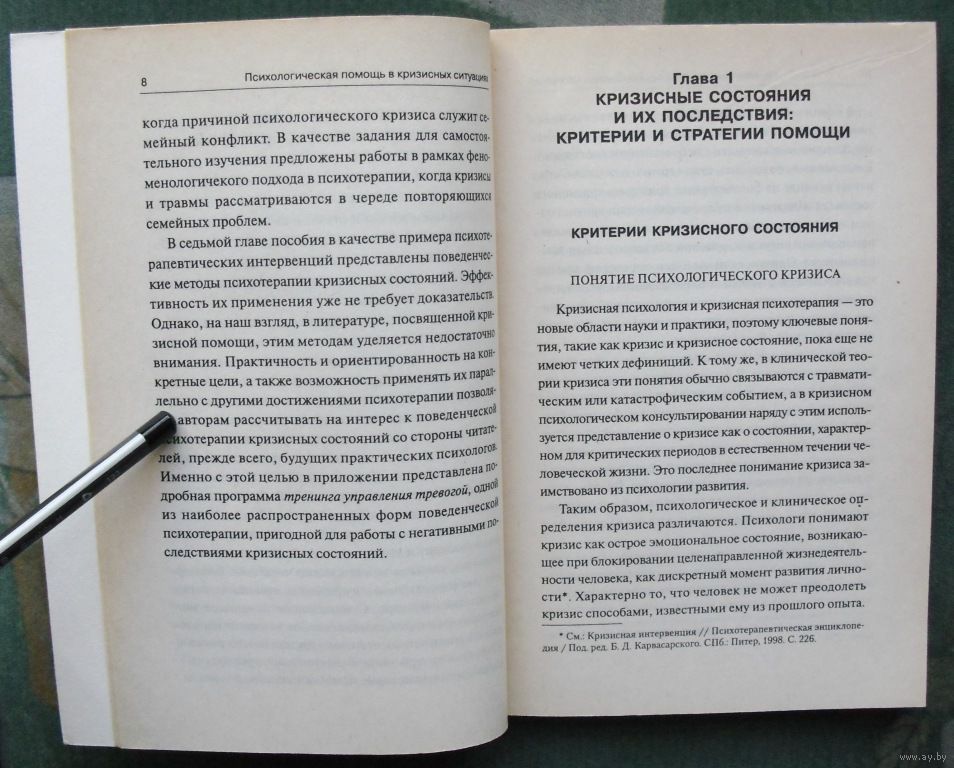 8
Психологическая помощь в кризисных ситуациях
когда причиной психологического кризиса служит се-
мейный конфликт. В качестве задания для самостоя-
тельного изучения предложены работы в рамках фено-
менологичекого подхода в психотерапии, когда кризисы
и травмы рассматриваются в череде повторяющихся
семейных проблем.
В седьмой главе пособия в качестве примера психоте-
рапевтических интервенций представлены поведенчес-
кие методы психотерапии кризисных состояний. Эффек-
тивность их применения уже не требует доказательств.
Однако, на наш взгляд, в литературе, посвященной кри-
зисной помощи, этим методам уделяется недостаточно
внимания. Практичность и ориентированность на кон-
кретные цели, а также возможность применять их парал-
лельно с другими достижениями психотерапии позволя-
авторам рассчитывать на интерес к поведенческой
психотерапии кризисных состояний со стороны читате-
лей, прежде всего, будущих практических психологов.
Именно с этой целью в приложении представлена по-
дробная программа тренинга управления тревогой, одной
из наиболее распространенных форм поведенческой
психотерапии, пригодной для работы с негативными по-
следствиями кризисных состояний.
Глава 1
КРИЗИСНЫЕ СОСТОЯНИЯ
И ИХ ПОСЛЕДСТВИЯ:
КРИТЕРИИ И СТРАТЕГИИ ПОМОЩИ
КРИТЕРИИ КРИЗИСНОГО СОСТОЯНИЯ
ПОНЯТИЕ ПСИХОЛОГИЧЕСКОГО КРИЗИСА
Кризисная психология и кризисная психотерапия — это
новые области науки и практики, поэтому ключевые поня-
тия, такие как кризис и кризисное состояние, пока еще не
имеют четких дефиниций. К тому же, в клинической тео-
рии кризиса эти понятия обычно связываются с травмати-
ческим или катастрофическим событием, а в кризисном
психологическом консультировании наряду с этим исполь-
зуется представление о кризисе как о состоянии, характер-
ном для критических периодов в естественном течении че-
ловеческой жизни. Это последнее понимание кризиса за-
имствовано из психологии развития.
Таким образом, психологическое и клиническое оп-
ределения кризиса различаются. Психологи понимают
кризис как острое эмоциональное состояние, возникаю-
щее при блокировании целенаправленной жизнедеятель-
ности человека, как дискретный момент развития лично-
сти*. Характерно то, что человек не может преодолеть
кризис способами, известными ему из прошлого опыта.
* См.: Кризисная интервенция // Психотерапевтическая энциклопе-
дия / Под. ред. Б. Д. Карвасарского. СПб.: Питер, 1998. С. 226.
www.ay.by